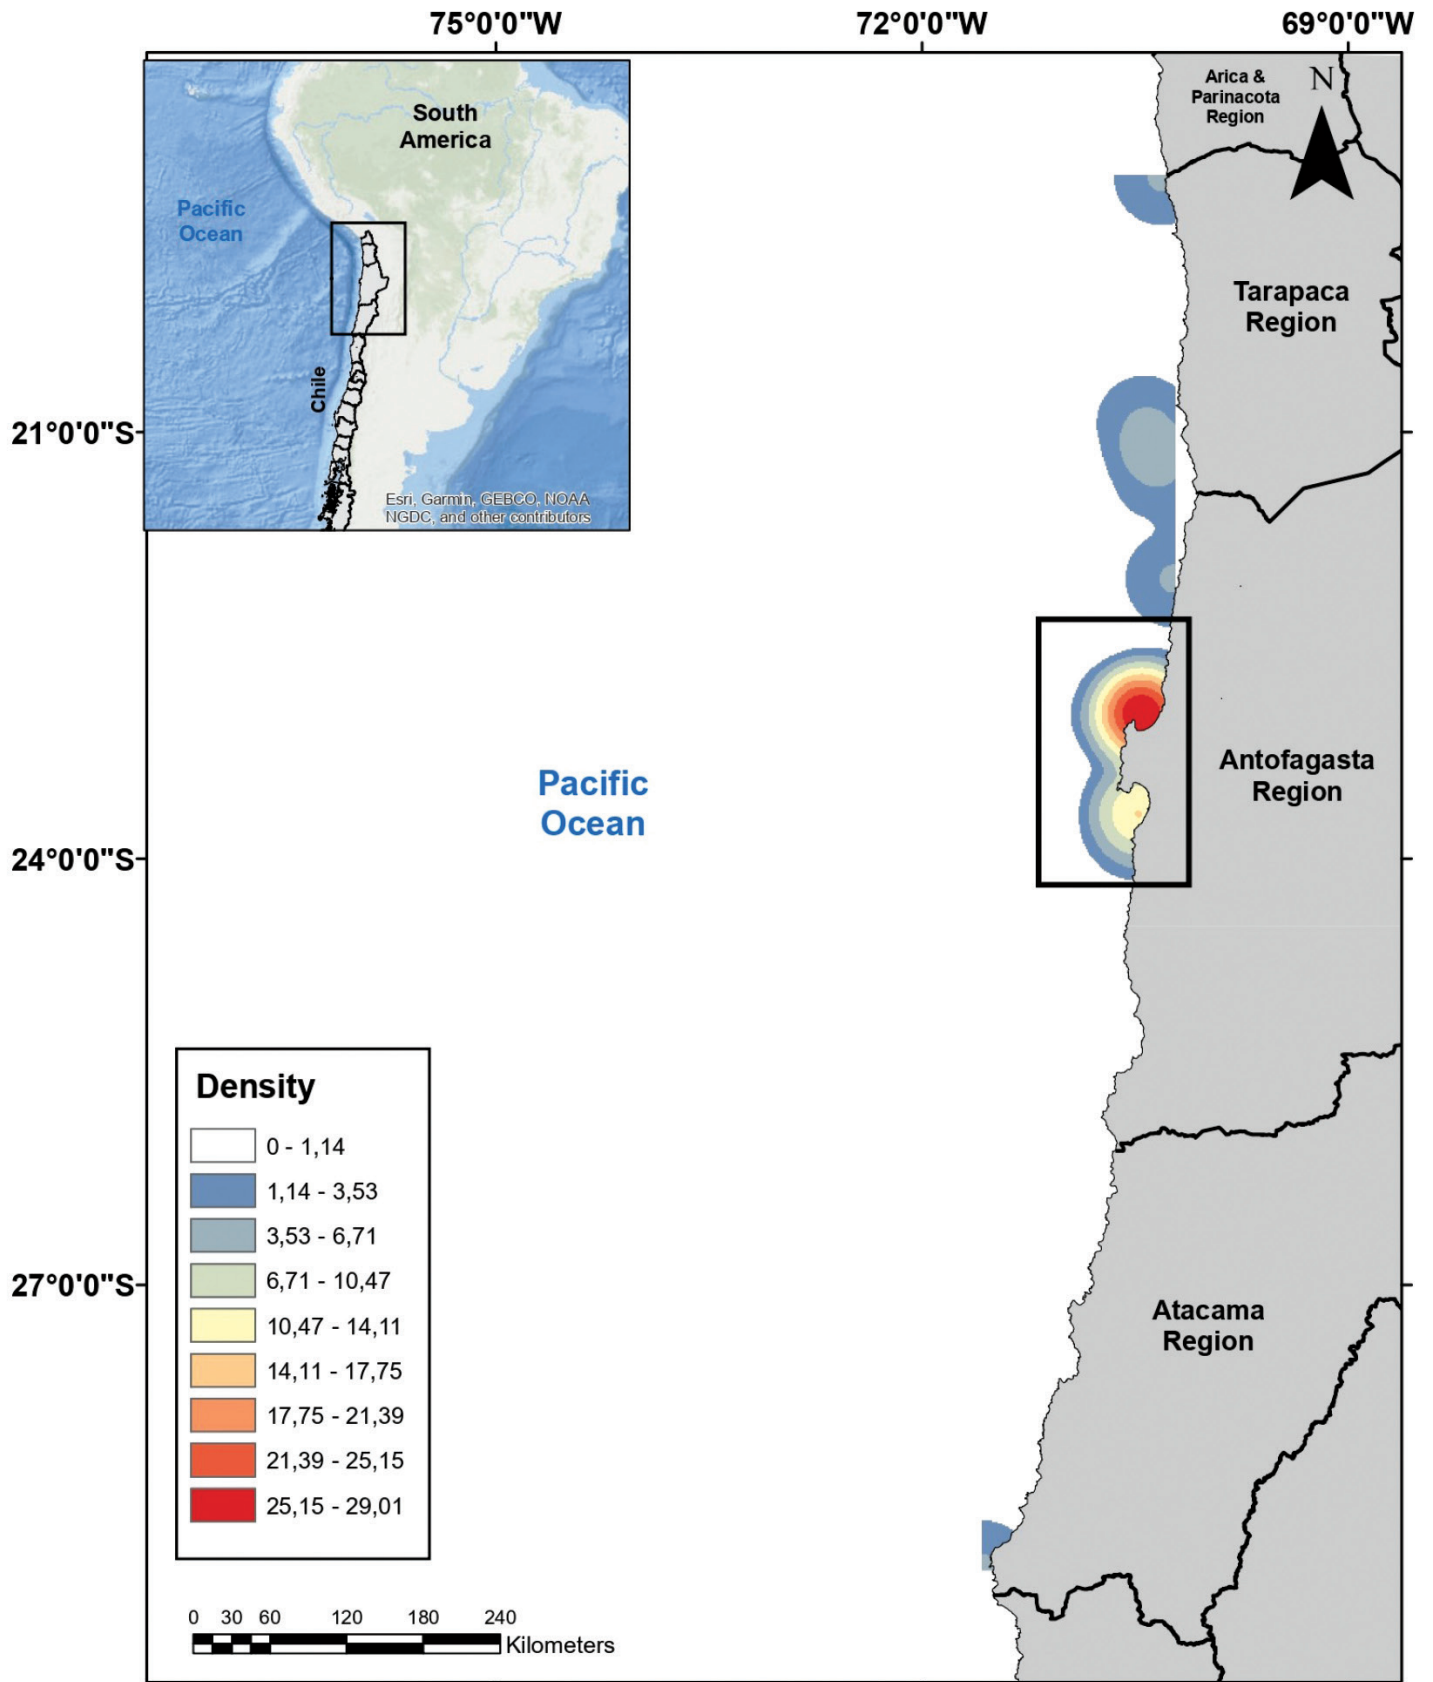 75°0'0"W
72°0'0"W
69°0'0"W
South
America
Pacific
Ocean
Chile
Esri, Garmin, GEBCO, NOAA
NGDC, and other contributors
Arica &
Parinacota
Region
N
Tarapaca
Region
21°0'0"S
Antofagasta
Region
Pacific
Ocean
24°0'0"S
27°0'0"S
Atacama
Region
Density
0 - 1,14
1,14 - 3,53
3,53 - 6,71
6,71 - 10,47
10,47 - 14,11
14,11 - 17,75
17,75 - 21,39
21,39 - 25,15
25,15 - 29,01
0 30 60 120 180 240
Kilometers